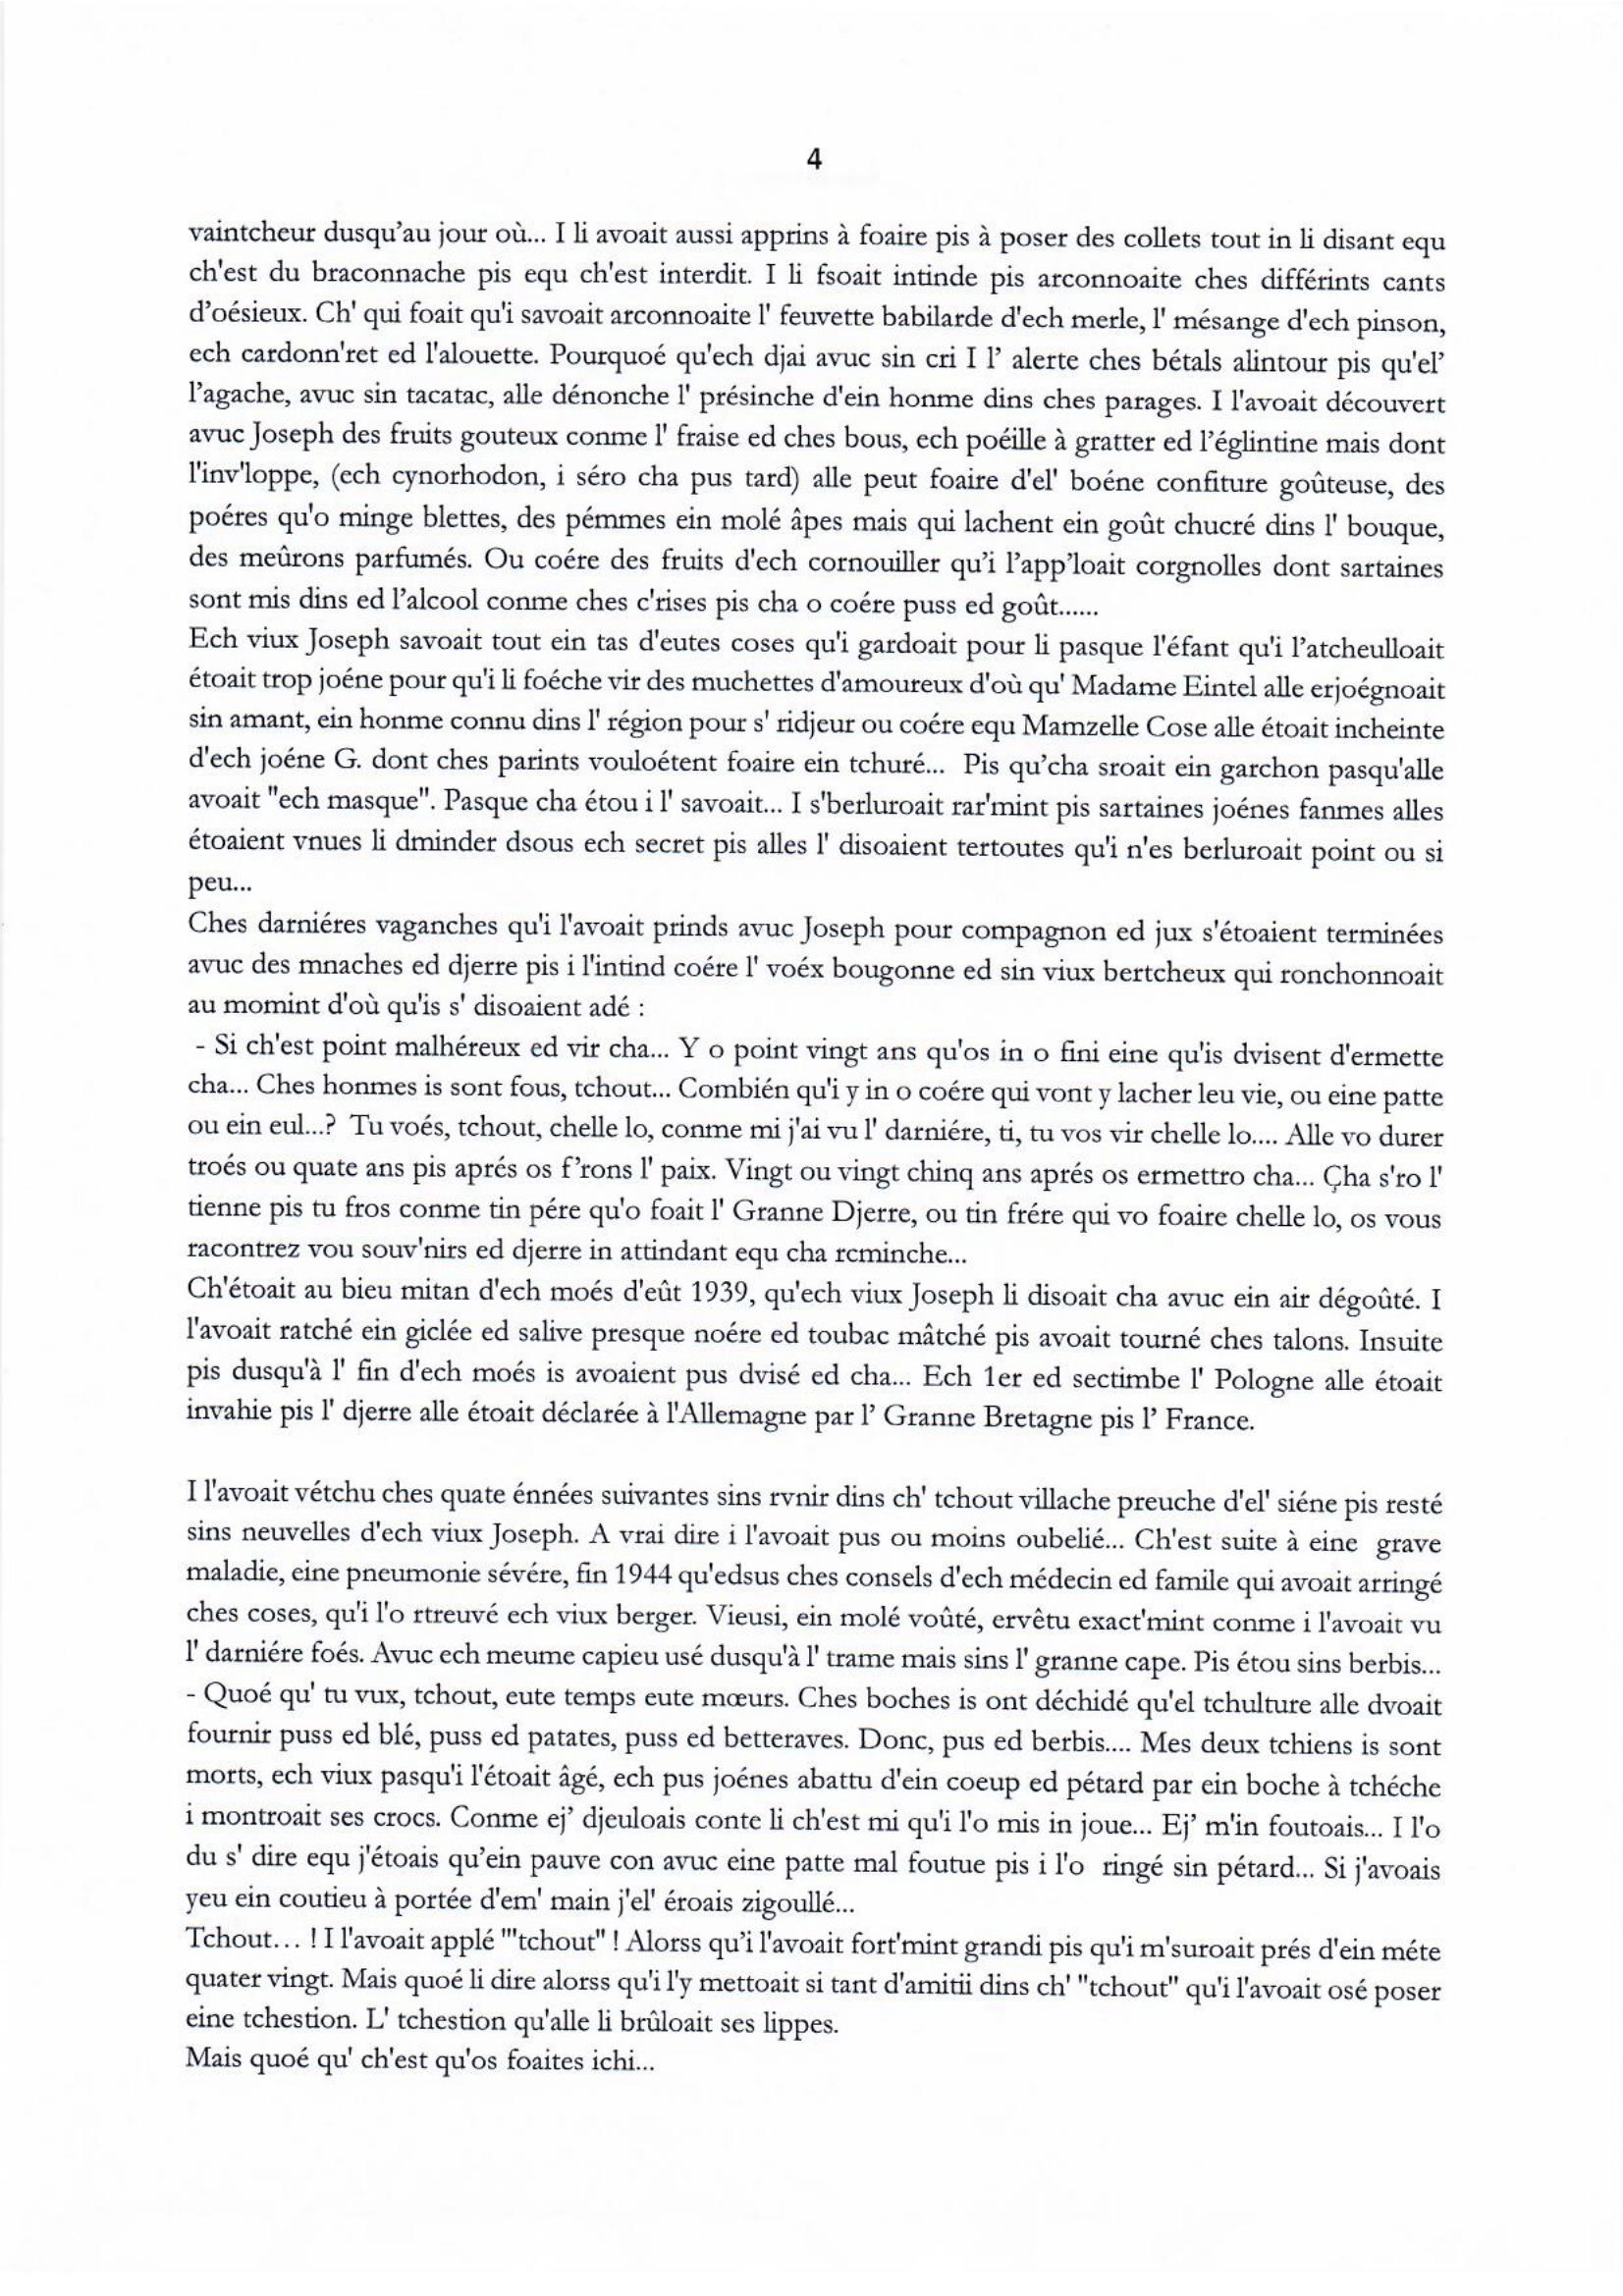 4
vaintcheur dusqu’au jour où... I li avoait aussi apprins à foaire pis à poser des collets tout in li disant equ
ch'est du braconnache pis equ ch'est interdit. I li fsoait intinde pis arconnoaite ches différints cants
d’oésieux. Ch' qui foait qu'i savoait arconnoaite l' feuvette babilarde d'ech merle, l' mésange d'ech pinson,
ech cardonn'ret ed l'alouette. Pourquoé qu'ech djai avuc sin cri I l’ alerte ches bétals alintour pis qu'el’
l’agache, avuc sin tacatac, alle dénonche l' présinche d'ein honme dins ches parages. I l'avoait découvert
avuc Joseph des fruits gouteux conme l' fraise ed ches bous, ech poéille à gratter ed l’églintine mais dont
l'inv'loppe, (ech cynorhodon, i séro cha pus tard) alle peut foaire d'el' boéne confiture goûteuse, des
poéres qu'o minge blettes, des pémmes ein molé âpes mais qui lachent ein goût chucré dins l' bouque,
des meûrons parfumés. Ou coére des fruits d'ech cornouiller qu’i l’app’loait corgnolles dont sartaines
sont mis dins ed l’alcool conme ches c'rises pis cha o coére puss ed goût......
Ech viux Joseph savoait tout ein tas d'eutes coses qu'i gardoait pour li pasque l'éfant qu'i l’atcheulloait
étoait trop joéne pour qu'i li foéche vir des muchettes d'amoureux d'où qu' Madame Eintel alle erjoégnoait
sin amant, ein honme connu dins l' région pour s' ridjeur ou coére equ Mamzelle Cose alle étoait incheinte
d'ech joéne G. dont ches parints vouloétent foaire ein tchuré... Pis qu’cha sroait ein garchon pasqu'alle
avoait "ech masque". Pasque cha étou i l' savoait... I s'berluroait rar'mint pis sartaines joénes fanmes alles
étoaient vnues li dminder dsous ech secret pis alles l' disoaient tertoutes qu'i n'es berluroait point ou si
peu...
Ches darniéres vaganches qu'i l'avoait prinds avuc Joseph pour compagnon ed jux s'étoaient terminées
avuc des mnaches ed djerre pis i l'intind coére l' voéx bougonne ed sin viux bertcheux qui ronchonnoait
au momint d'où qu'is s' disoaient adé :
- Si ch'est point malhéreux ed vir cha... Y o point vingt ans qu'os in o fini eine qu'is dvisent d'ermette
cha... Ches honmes is sont fous, tchout... Combién qu'i y in o coére qui vont y lacher leu vie, ou eine patte
ou ein eul...? Tu voés, tchout, chelle lo, conme mi j'ai vu l' darniére, ti, tu vos vir chelle lo.... Alle vo durer
troés ou quate ans pis aprés os f’rons l' paix. Vingt ou vingt chinq ans aprés os ermettro cha... Çha s'ro l'
tienne pis tu fros conme tin pére qu'o foait l' Granne Djerre, ou tin frére qui vo foaire chelle lo, os vous
racontrez vou souv'nirs ed djerre in attindant equ cha rcminche...
Ch'étoait au bieu mitan d'ech moés d'eût 1939, qu'ech viux Joseph li disoait cha avuc ein air dégoûté. I
l'avoait ratché ein giclée ed salive presque noére ed toubac mâtché pis avoait tourné ches talons. Insuite
pis dusqu'à l' fin d'ech moés is avoaient pus dvisé ed cha... Ech 1er ed sectimbe l' Pologne alle étoait
invahie pis l' djerre alle étoait déclarée à l'Allemagne par l’ Granne Bretagne pis l’ France.
I l'avoait vétchu ches quate énnées suivantes sins rvnir dins ch' tchout villache preuche d'el' siéne pis resté
sins neuvelles d'ech viux Joseph. A vrai dire i l'avoait pus ou moins oubelié... Ch'est suite à eine grave
maladie, eine pneumonie sévére, fin 1944 qu'edsus ches consels d'ech médecin ed famile qui avoait arringé
ches coses, qu'i l'o rtreuvé ech viux berger. Vieusi, ein molé voûté, ervêtu exact'mint conme i l'avoait vu
l' darniére foés. Avuc ech meume capieu usé dusqu'à l' trame mais sins l' granne cape. Pis étou sins berbis...
- Quoé qu' tu vux, tchout, eute temps eute mœurs. Ches boches is ont déchidé qu'el tchulture alle dvoait
fournir puss ed blé, puss ed patates, puss ed betteraves. Donc, pus ed berbis.... Mes deux tchiens is sont
morts, ech viux pasqu'i l'étoait âgé, ech pus joénes abattu d'ein coeup ed pétard par ein boche à tchéche
i montroait ses crocs. Conme ej’ djeuloais conte li ch'est mi qu'i l'o mis in joue... Ej’ m'in foutoais... I l'o
du s' dire equ j'étoais qu’ein pauve con avuc eine patte mal foutue pis i l'o ringé sin pétard... Si j'avoais
yeu ein coutieu à portée d'em' main j'el' éroais zigoullé...
Tchout… ! I l'avoait applé "'tchout" ! Alorss qu’i l'avoait fort'mint grandi pis qu'i m'suroait prés d'ein méte
quater vingt. Mais quoé li dire alorss qu'i l'y mettoait si tant d'amitii dins ch' "tchout" qu'i l'avoait osé poser
eine tchestion. L' tchestion qu'alle li brûloait ses lippes.
Mais quoé qu' ch'est qu'os foaites ichi...